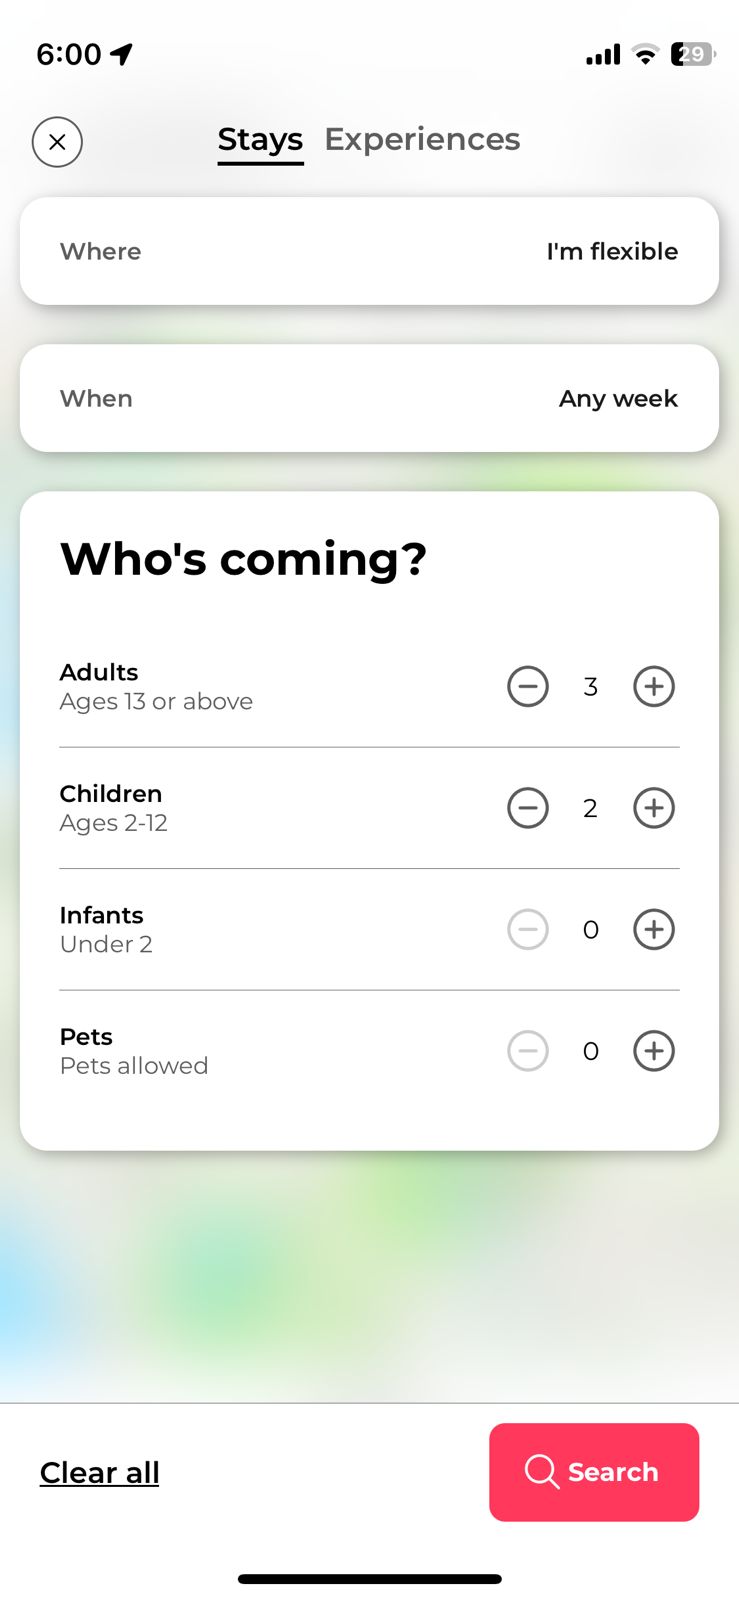 6:00
29
Stays Experiences
Where I'm flexible
When Any week
Who's coming?
Adults
Ages 13 or above
3
Children
Ages 2-12
2
Infants
Under 2
0
Pets
Pets allowed
0
Clear all
Search